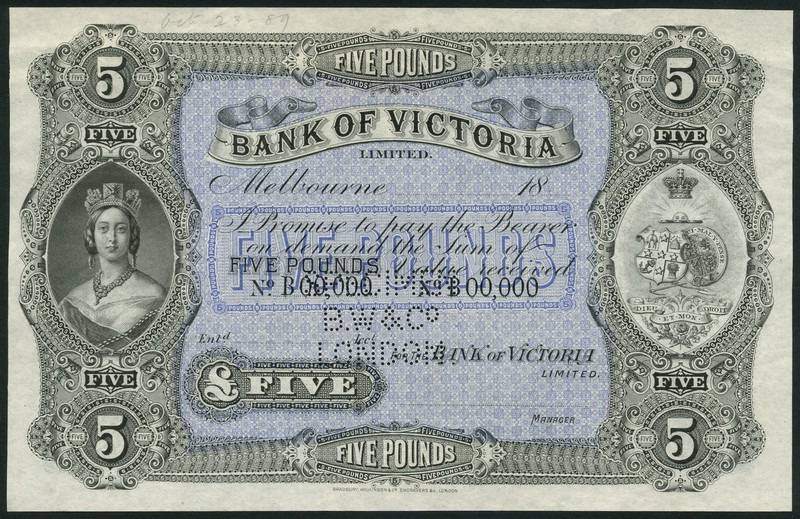 Oct 23-89
FIVE POUNDS
5 5
FIVE FIVE
BANK OF VICTORIA
LIMITED.
Melbourne 18
I Promise to pay the Bearer
on demand the Sum of
FIVE POUNDS
FIVE POUNDS value received
No. B 00,000. No. B 00,000
B.W & Co
LONDON
Entd
Acct
For the BANK OF VICTORIA
LIMITED.
£ FIVE
MANAGER
DIEU ET MON DROIT
FIVE FIVE
5 5
FIVE POUNDS
BRADBURY, WILKINSON & Co. ENGRAVERS &c. LONDON